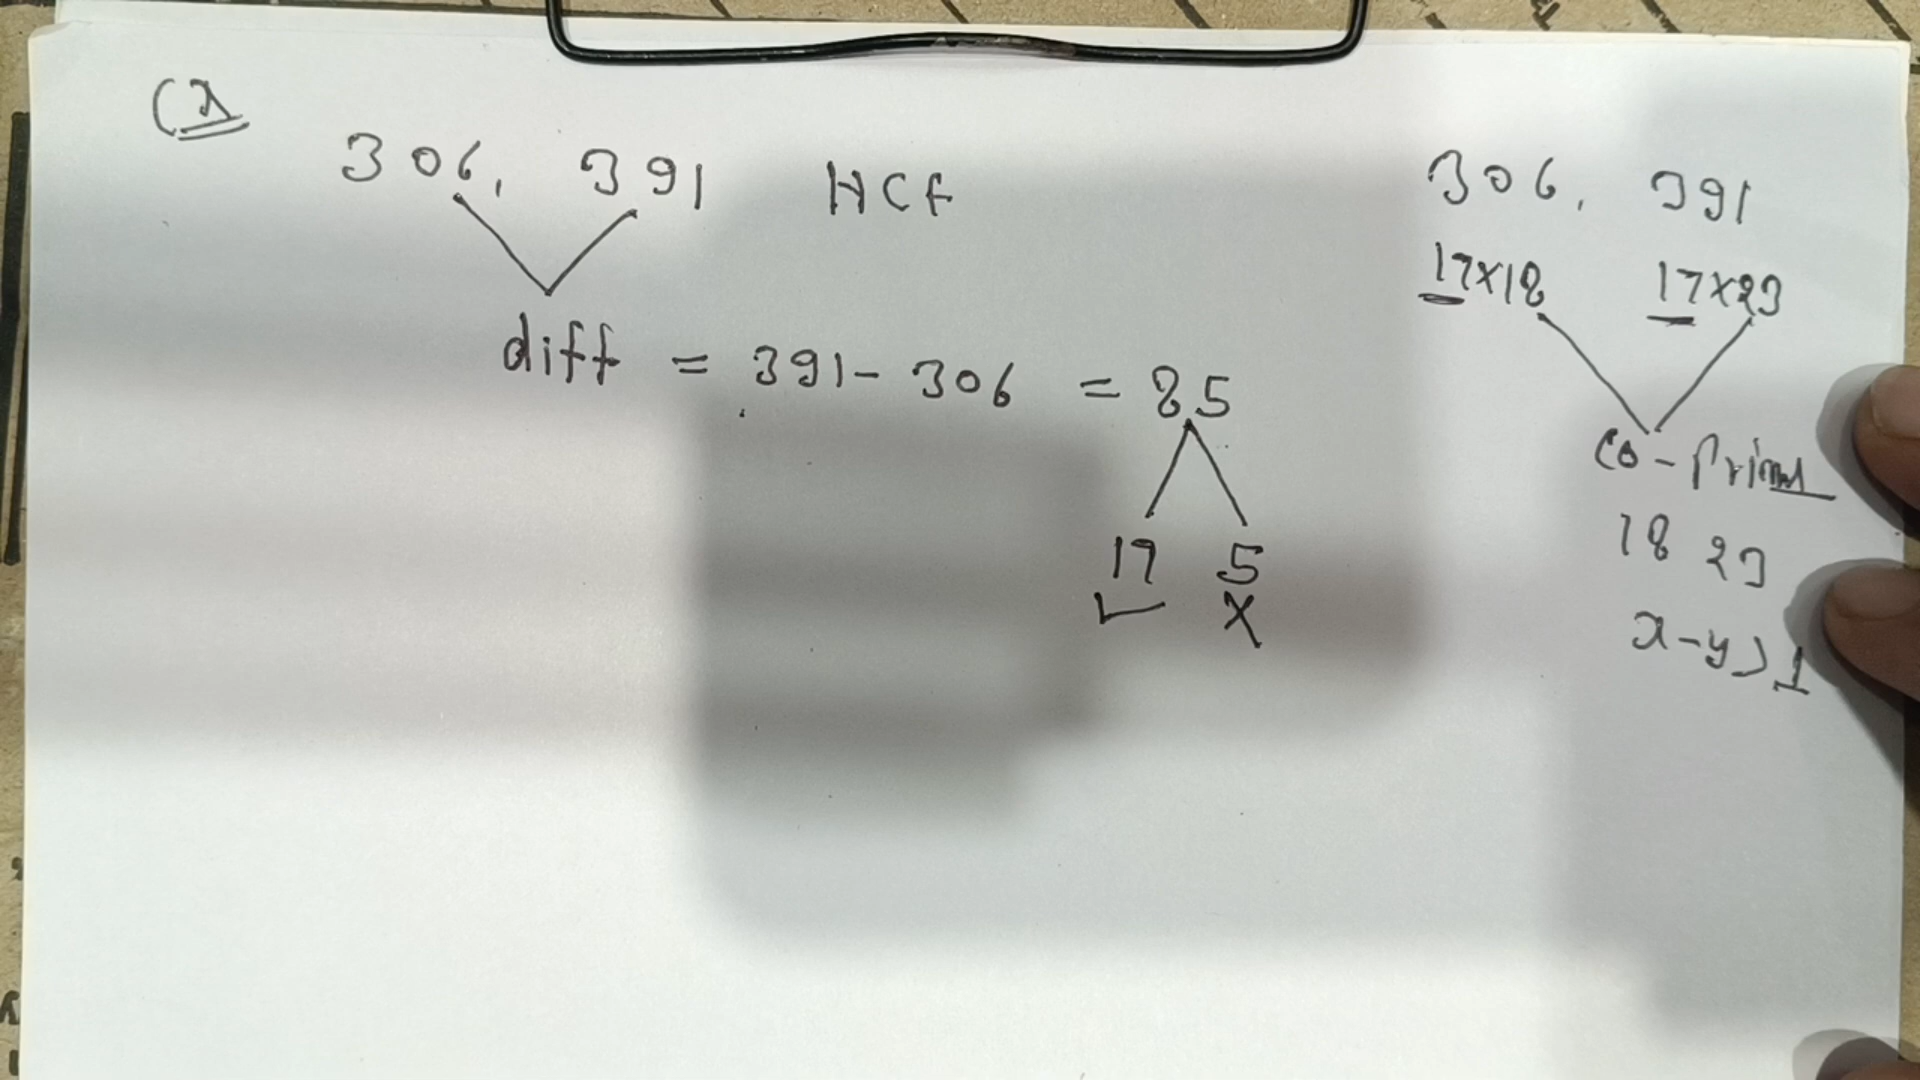 306, 391 HCF
diff = 391 - 306 = 85
17 5
✓ X
306, 391
17×18 17×23
co-Prime
18 23
x-y>1